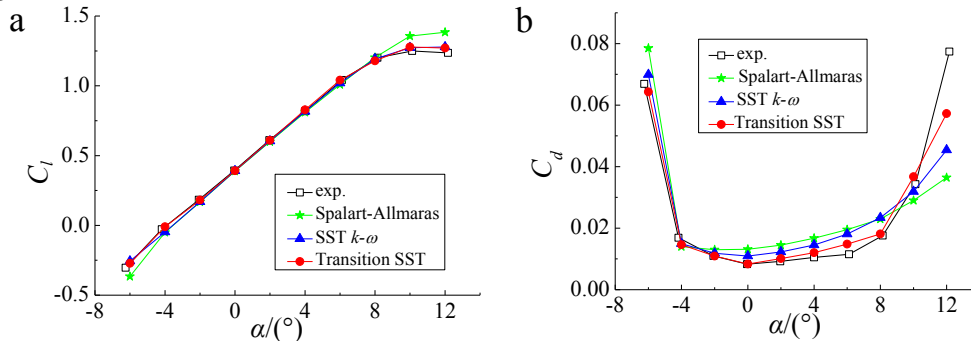 a
1.5
1.0
0.5
0.0
-0.5
-8 -4 0 4 8 12
C_l
α/(°)
exp.
Spalart-Allmaras
SST k-ω
Transition SST
b
0.08
0.06
0.04
0.02
0.00
-8 -4 0 4 8 12
C_d
α/(°)
exp.
Spalart-Allmaras
SST k-ω
Transition SST